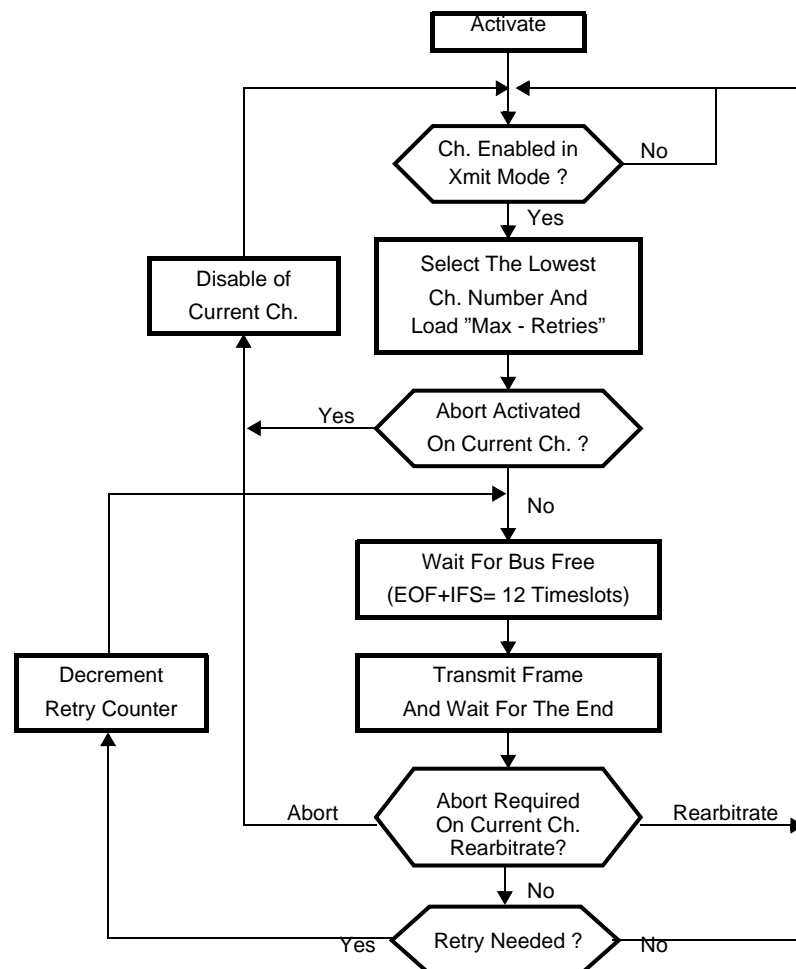 Activate
Ch. Enabled in
Xmit Mode ?
No
Yes
Select The Lowest
Ch. Number And
Load ”Max - Retries”
Disable of
Current Ch.
Abort Activated
On Current Ch. ?
Yes
No
Wait For Bus Free
(EOF+IFS= 12 Timeslots)
Decrement
Retry Counter
Transmit Frame
And Wait For The End
Abort
Abort Required
On Current Ch.
Rearbitrate?
Rearbitrate
No
Yes
Retry Needed ?
No